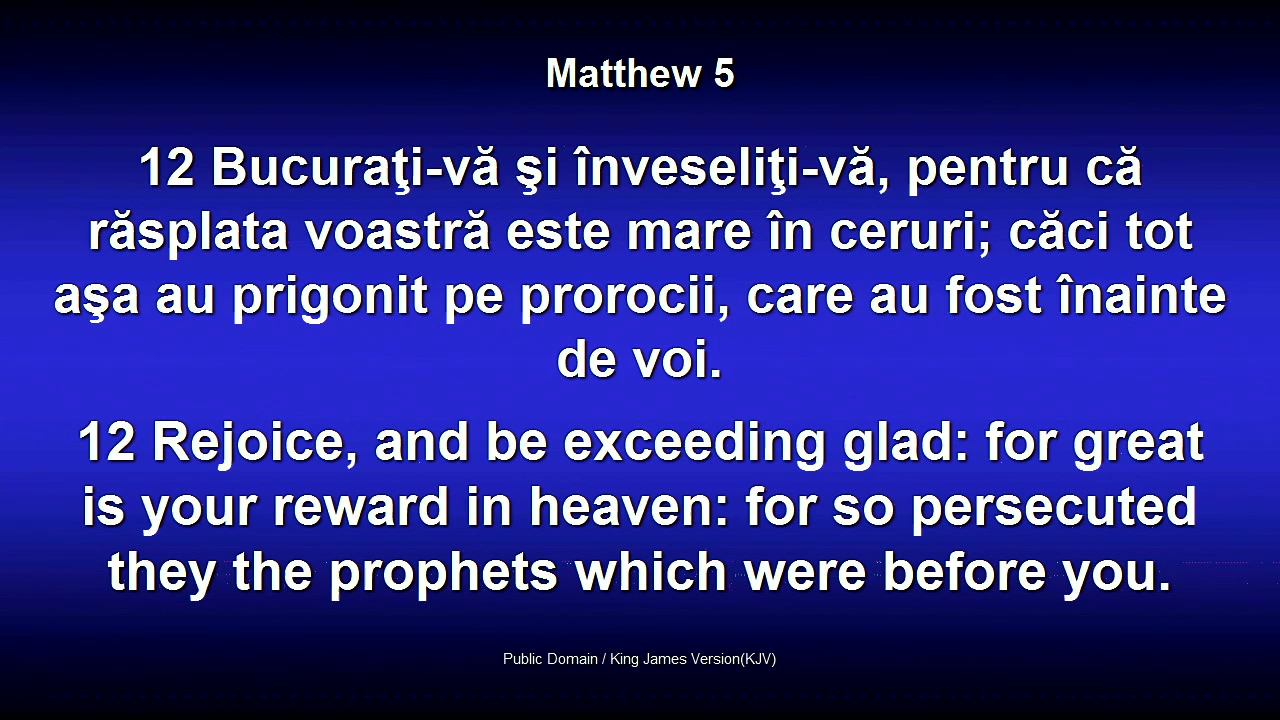 Matthew 5
12 Bucuraţi-vă şi înveseliţi-vă, pentru că
răsplata voastră este mare în ceruri; căci tot
aşa au prigonit pe prorocii, care au fost înainte
de voi.
12 Rejoice, and be exceeding glad: for great
is your reward in heaven: for so persecuted
they the prophets which were before you.
Public Domain / King James Version(KJV)